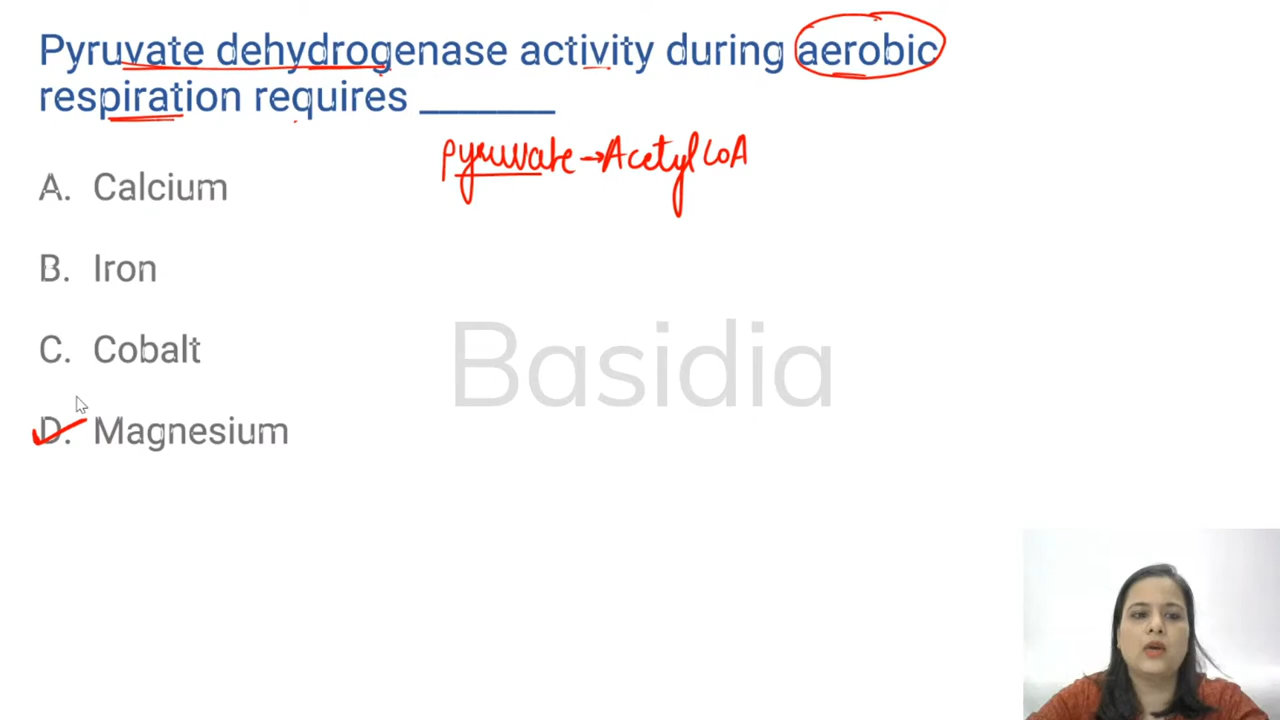 Pyruvate dehydrogenase activity during aerobic
respiration requires _______
pyruvate → Acetyl CoA
A. Calcium
B. Iron
C. Cobalt
D. Magnesium
Basidia